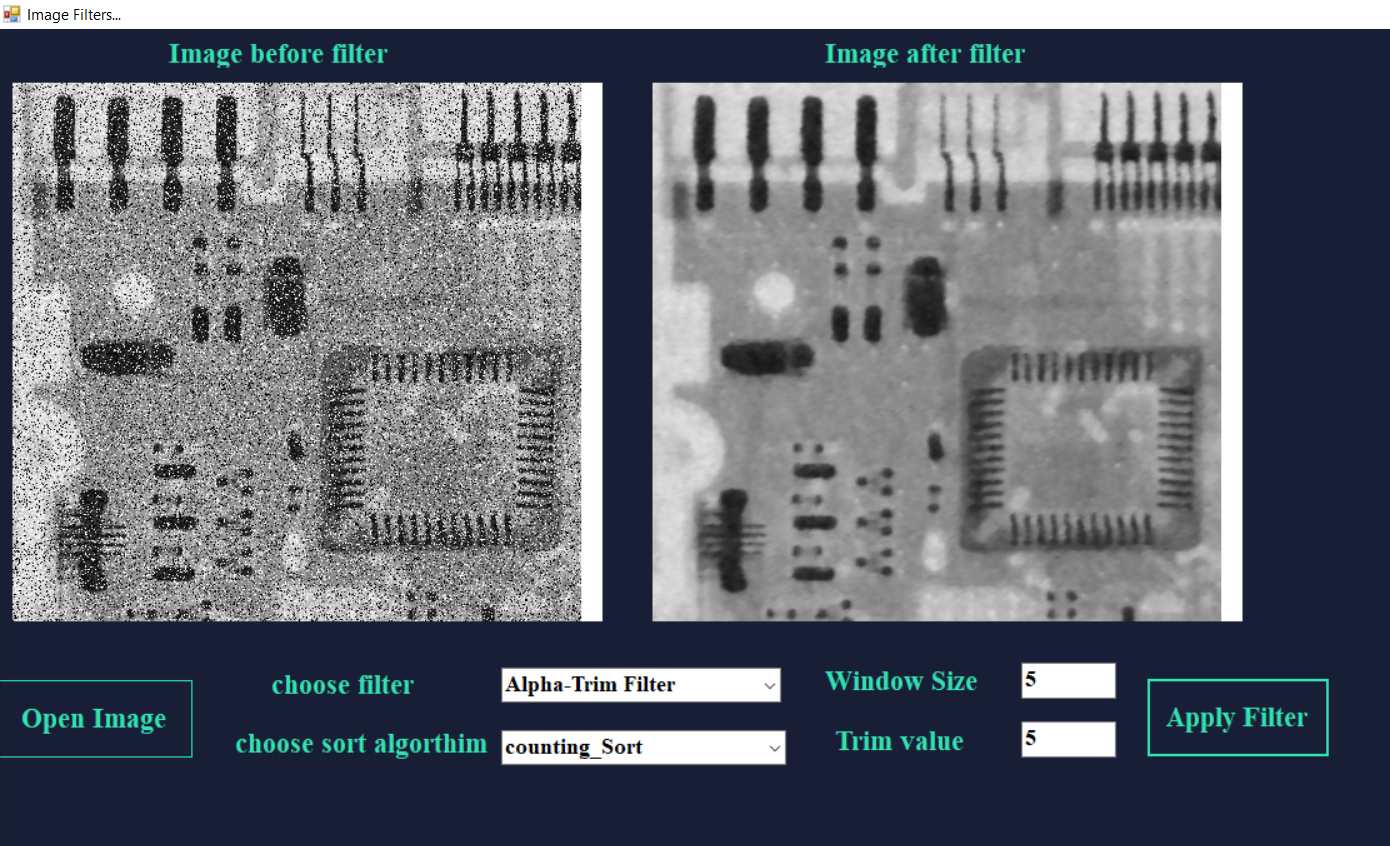 Image Filters...
Image before filter
Image after filter
choose filter
Alpha-Trim Filter
Window Size
5
Open Image
Apply Filter
choose sort algorthim
counting_Sort
Trim value
5